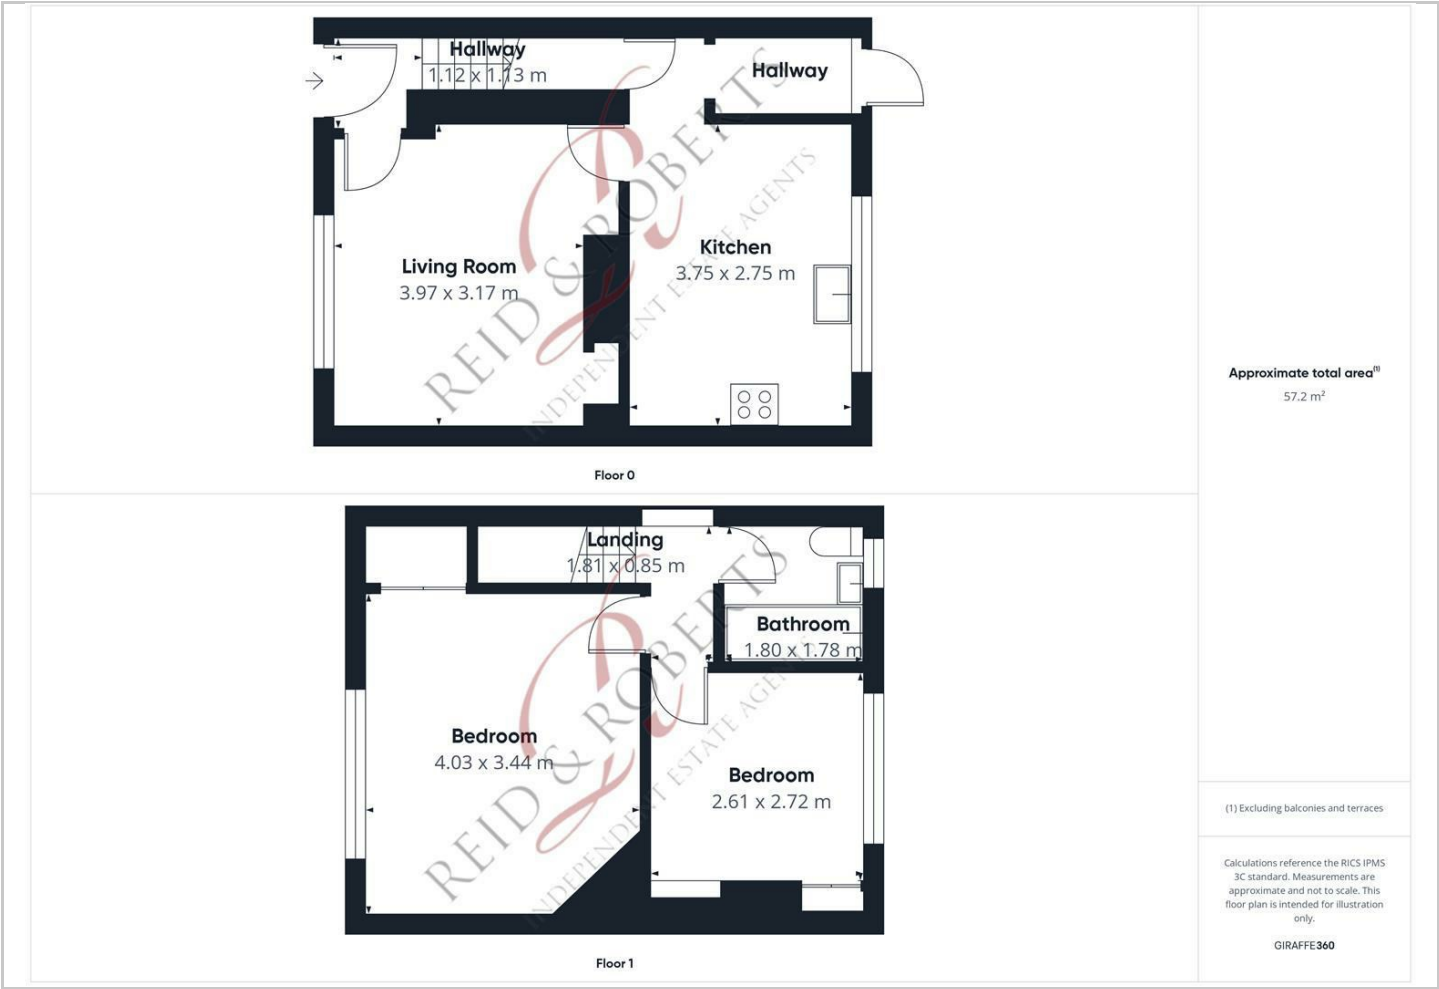 Hallway
1.12 x 1.13 m
Hallway
Living Room
3.97 x 3.17 m
Kitchen
3.75 x 2.75 m
REID & ROBERTS
INDEPENDENT ESTATE AGENTS
Floor 0
Landing
1.81 x 0.85 m
Bathroom
1.80 x 1.78 m
Bedroom
4.03 x 3.44 m
Bedroom
2.61 x 2.72 m
REID & ROBERTS
INDEPENDENT ESTATE AGENTS
Floor 1
Approximate total area(1)
57.2 m²
(1) Excluding balconies and terraces
Calculations reference the RICS IPMS
3C standard. Measurements are
approximate and not to scale. This
floor plan is intended for illustration
only.
GIRAFFE360